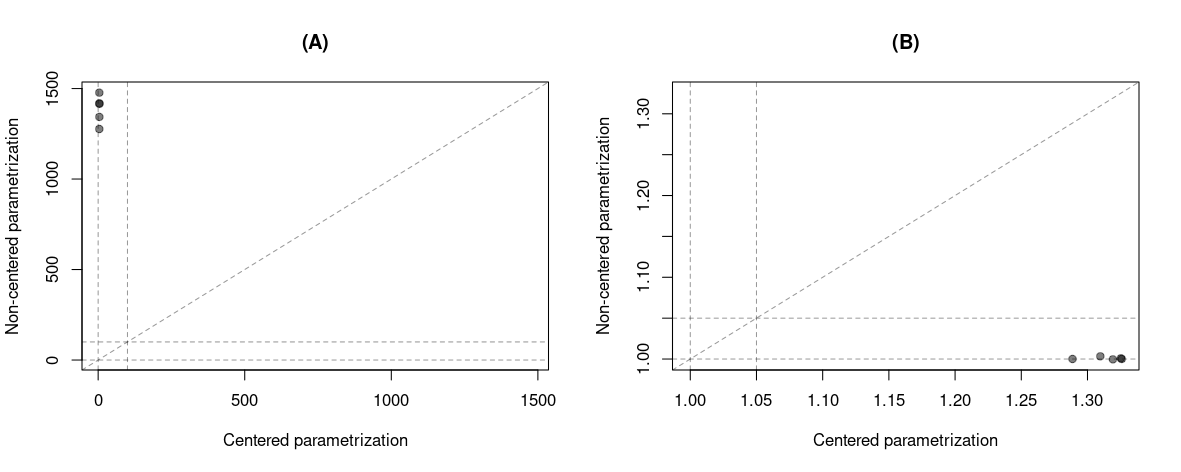 (A)
Non-centered parametrization
1500
1000
500
0
0 500 1000 1500
Centered parametrization
(B)
Non-centered parametrization
1.30
1.20
1.10
1.00
1.00 1.05 1.10 1.15 1.20 1.25 1.30
Centered parametrization